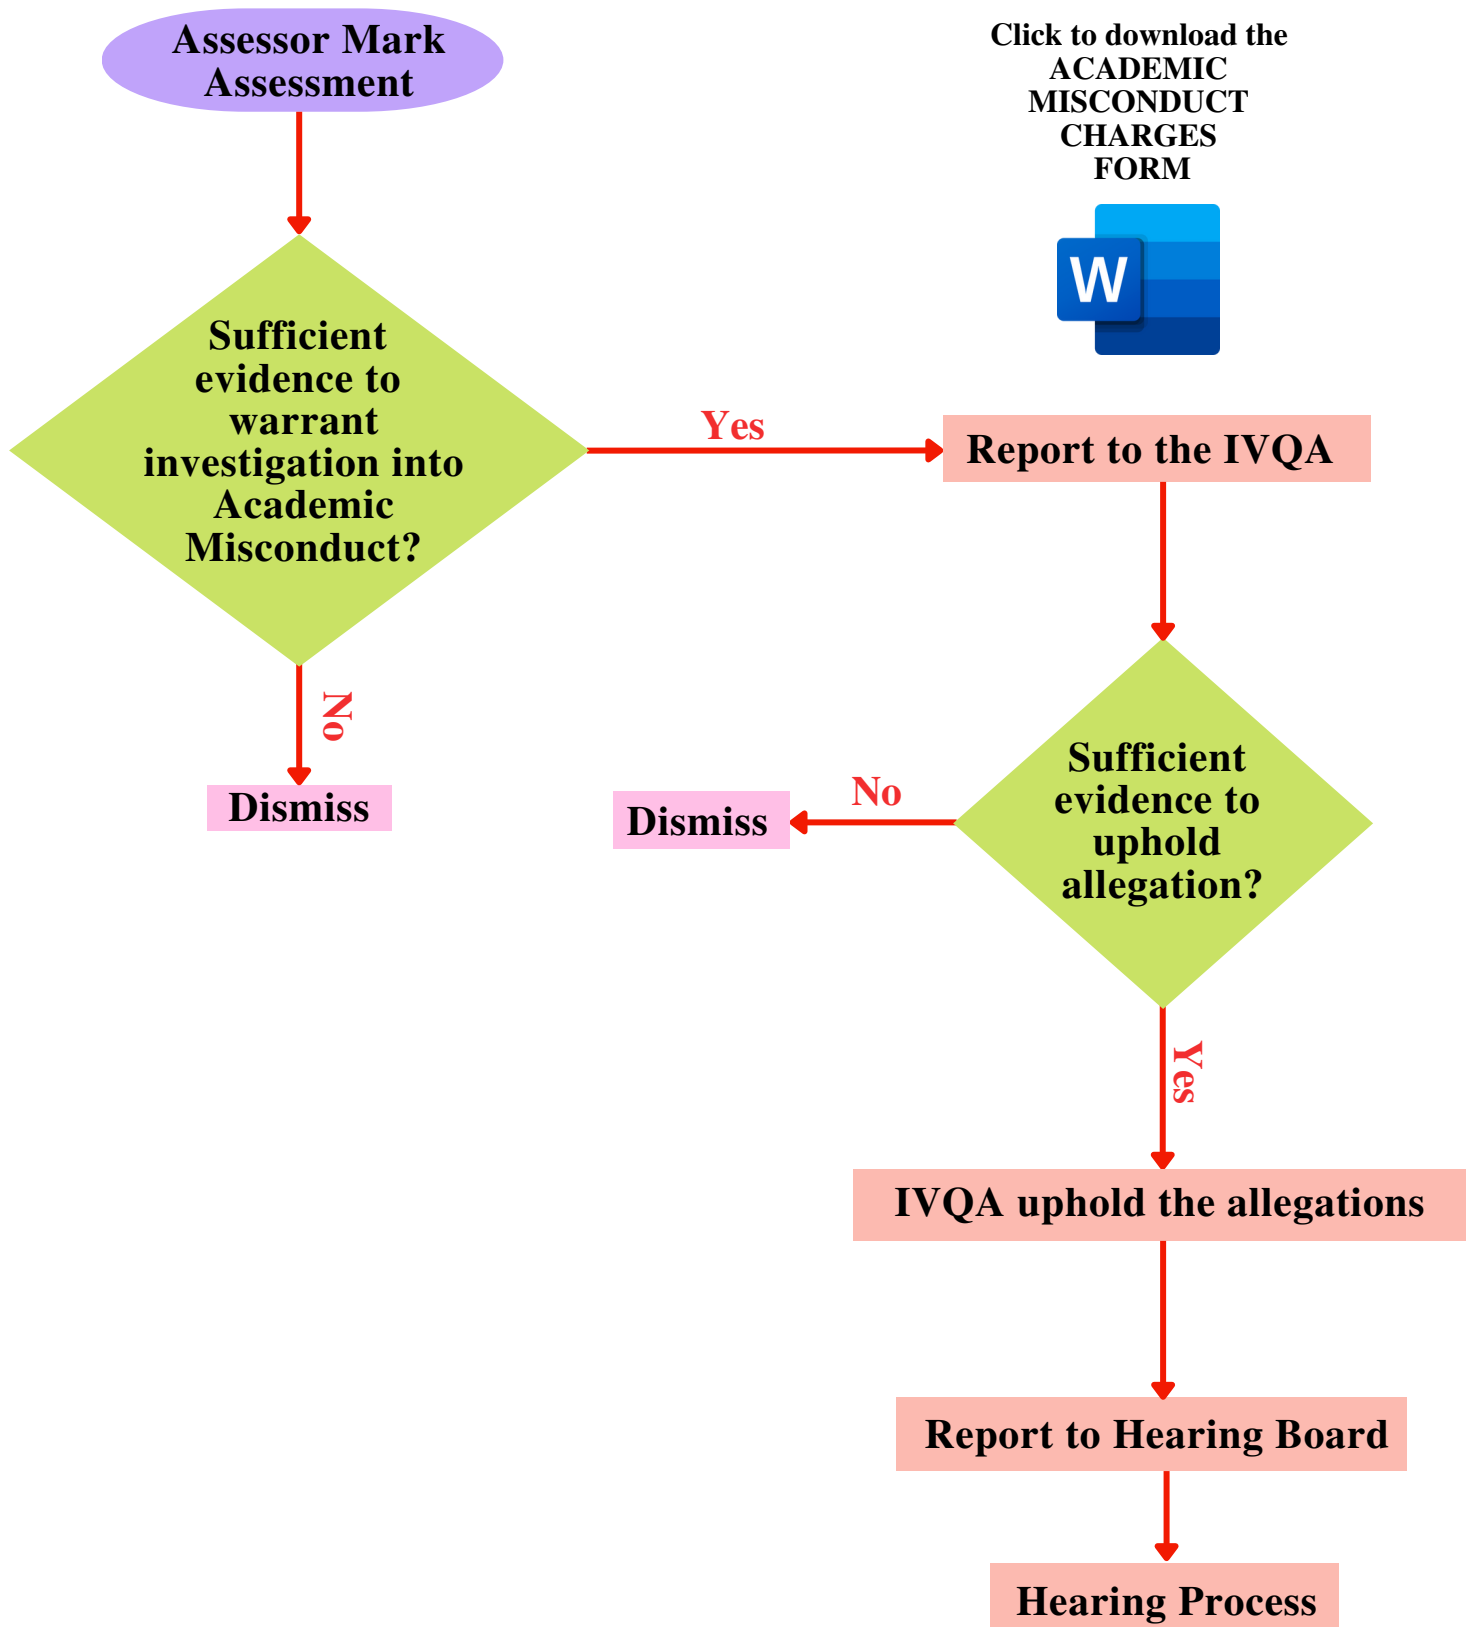 Assessor Mark
Assessment
Click to download the
ACADEMIC
MISCONDUCT
CHARGES
FORM
W
Sufficient
evidence to
warrant
investigation into
Academic
Misconduct?
Yes
Report to the IVQA
No
Dismiss
Sufficient
evidence to
uphold
allegation?
No
Dismiss
Yes
IVQA uphold the allegations
Report to Hearing Board
Hearing Process